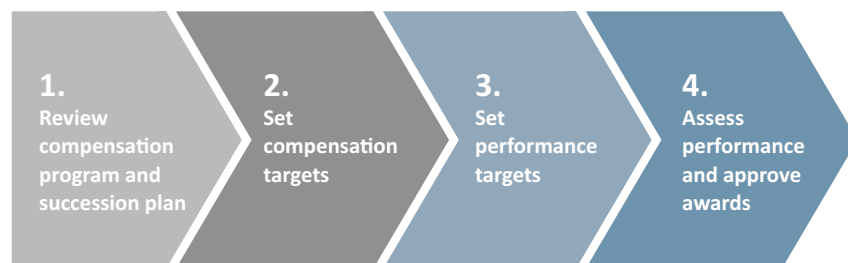 1.
Review
compensation
program and
succession plan
2.
Set
compensation
targets
3.
Set
performance
targets
4.
Assess
performance
and approve
awards